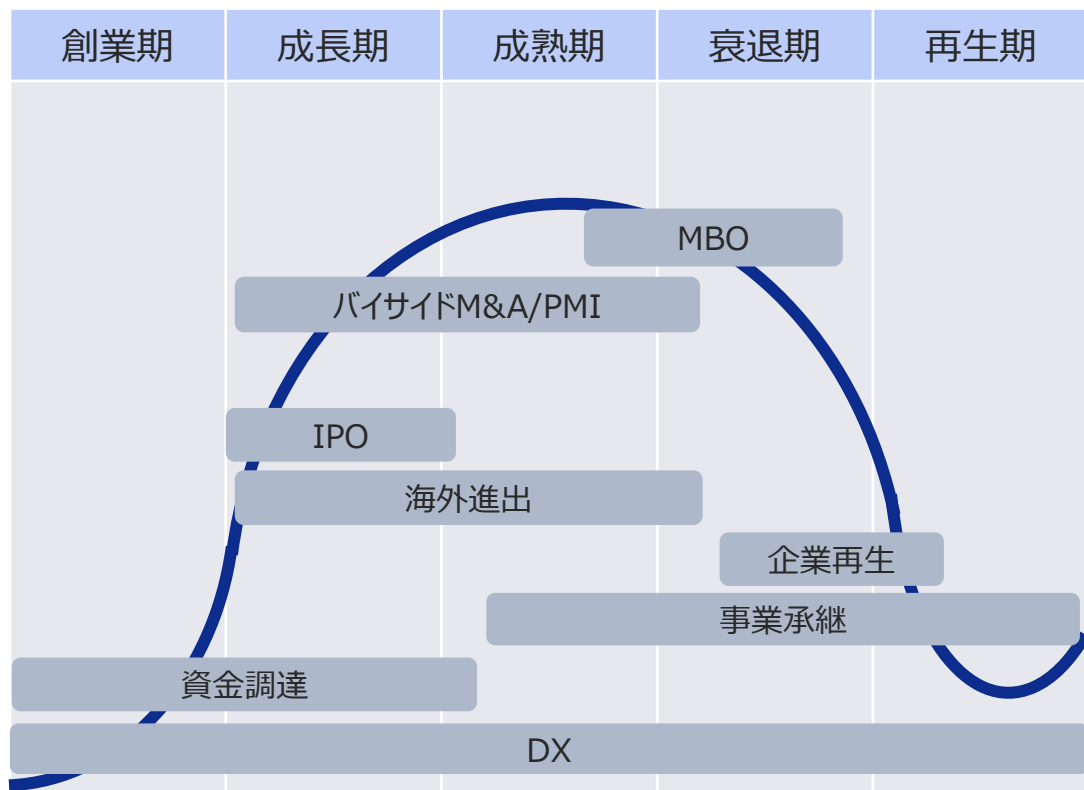 創業期
成長期
成熟期
衰退期
再生期
MBO
バイサイドM&A/PMI
IPO
海外進出
企業再生
事業承継
資金調達
DX